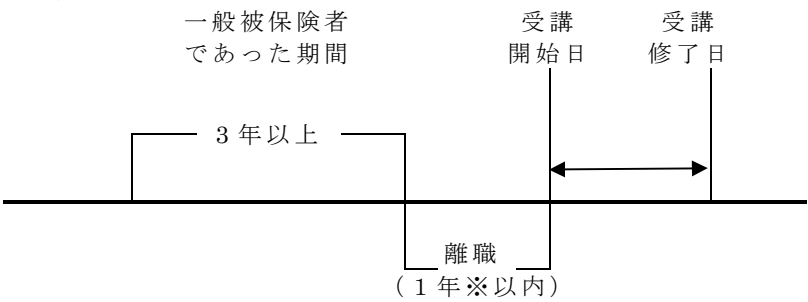 一般被保険者
であった期間
受講
開始日
受講
修了日
3年以上
離職
(1年※以内)